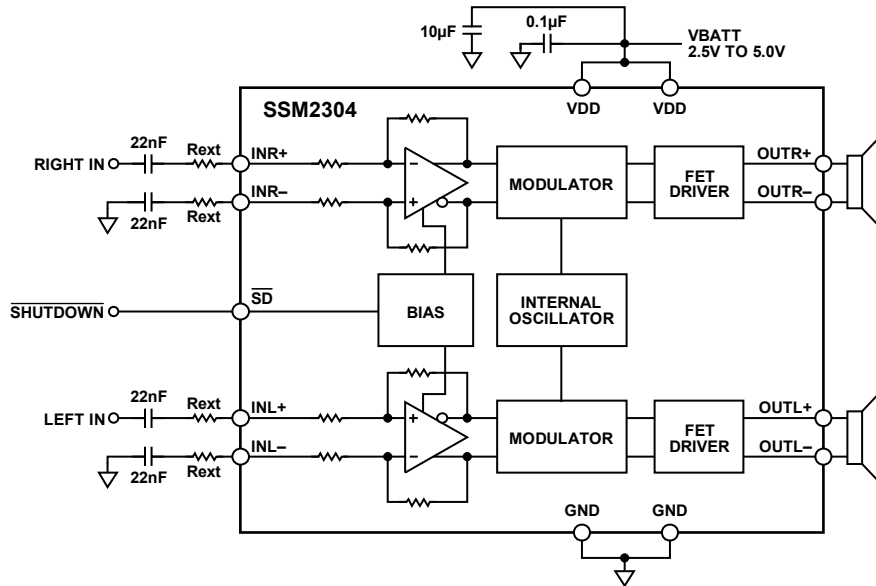 10µF
0.1µF
VBATT
2.5V TO 5.0V
SSM2304
VDD
VDD
22nF
Rext
INR+
RIGHT IN
−
MODULATOR
FET
DRIVER
OUTR+
INR−
+
OUTR−
22nF
Rext
SHUTDOWN
SD
BIAS
INTERNAL
OSCILLATOR
22nF
Rext
INL+
LEFT IN
+
MODULATOR
FET
DRIVER
OUTL+
INL−
−
OUTL−
22nF
Rext
GND
GND